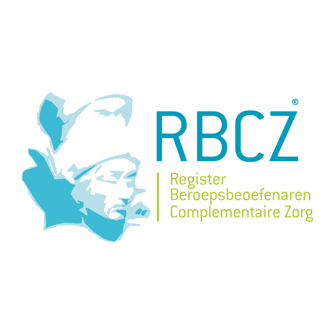 RBCZ®
Register
Beroepsbeoefenaren
Complementaire Zorg